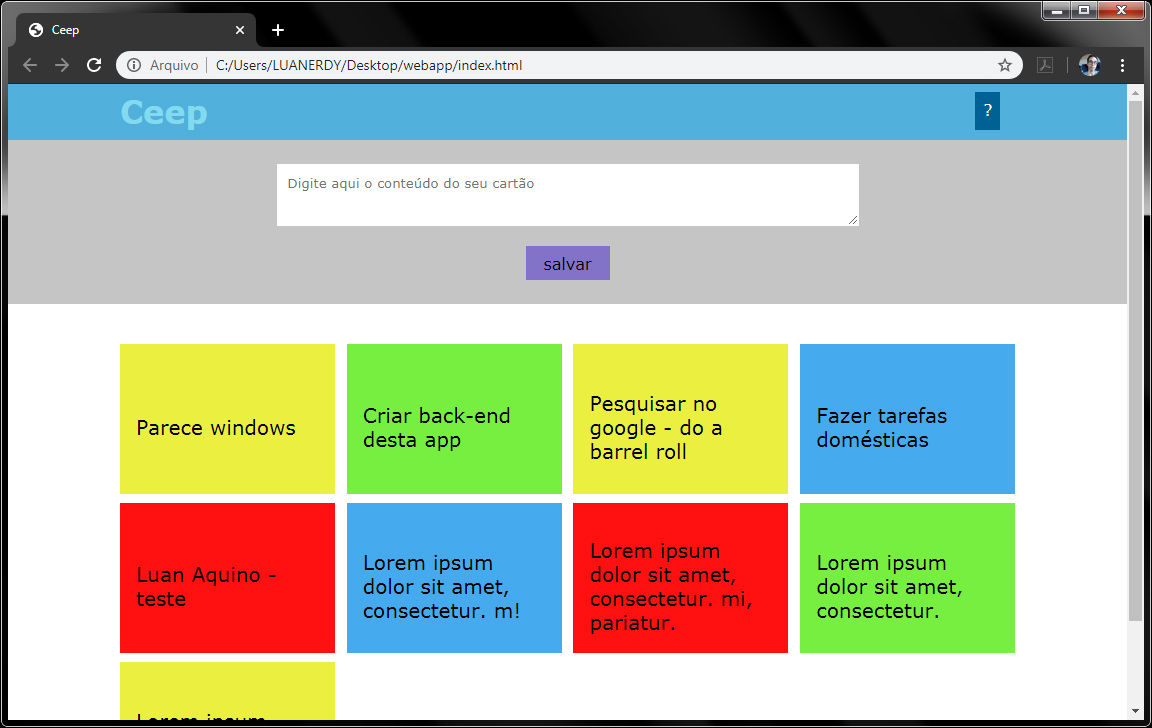 Ceep
Arquivo
C:/Users/LUANERDY/Desktop/webapp/index.html
Ceep
?
Digite aqui o conteúdo do seu cartão
salvar
Parece windows
Criar back-end
desta app
Pesquisar no
google - do a
barrel roll
Fazer tarefas
domésticas
Luan Aquino -
teste
Lorem ipsum
dolor sit amet,
consectetur. m!
Lorem ipsum
dolor sit amet,
consectetur. mi,
pariatur.
Lorem ipsum
dolor sit amet,
consectetur.
Lorem ipsum